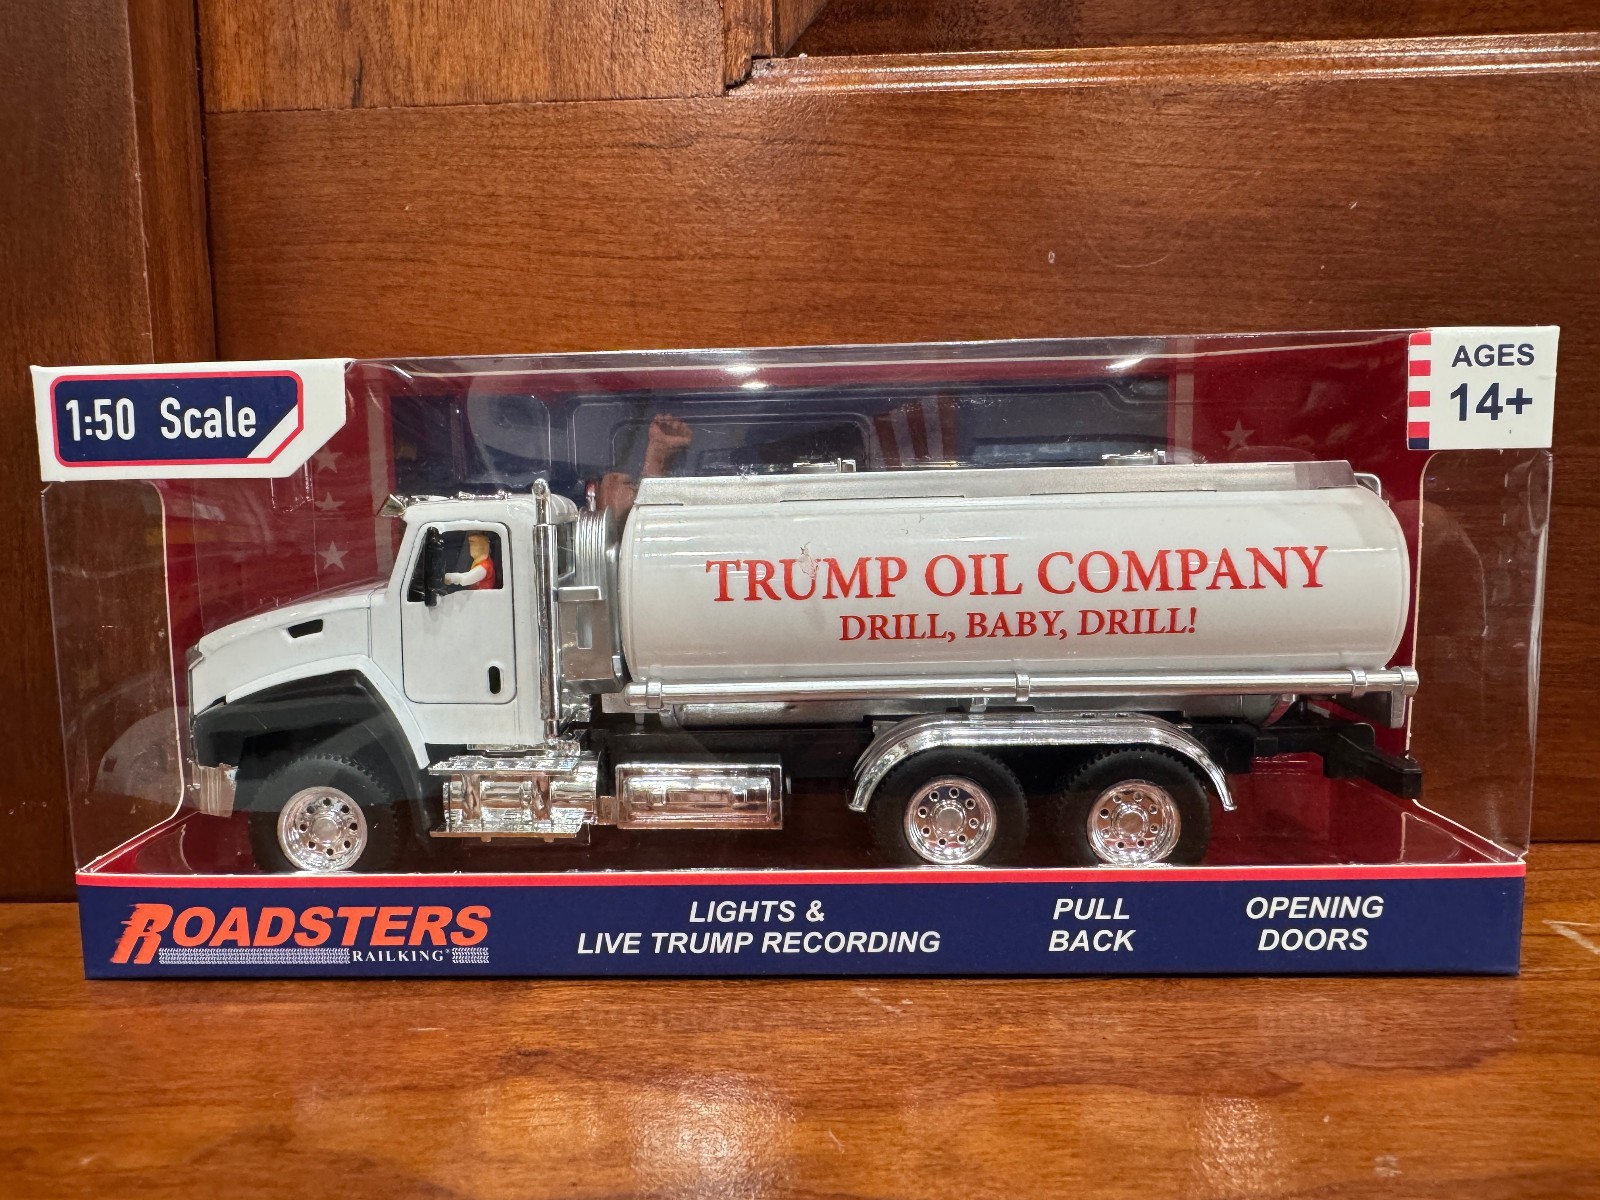 1:50 Scale
AGES
14+
TRUMP OIL COMPANY
DRILL, BABY, DRILL!
ROADSTERS
RAILKING®
LIGHTS &
LIVE TRUMP RECORDING
PULL
BACK
OPENING
DOORS